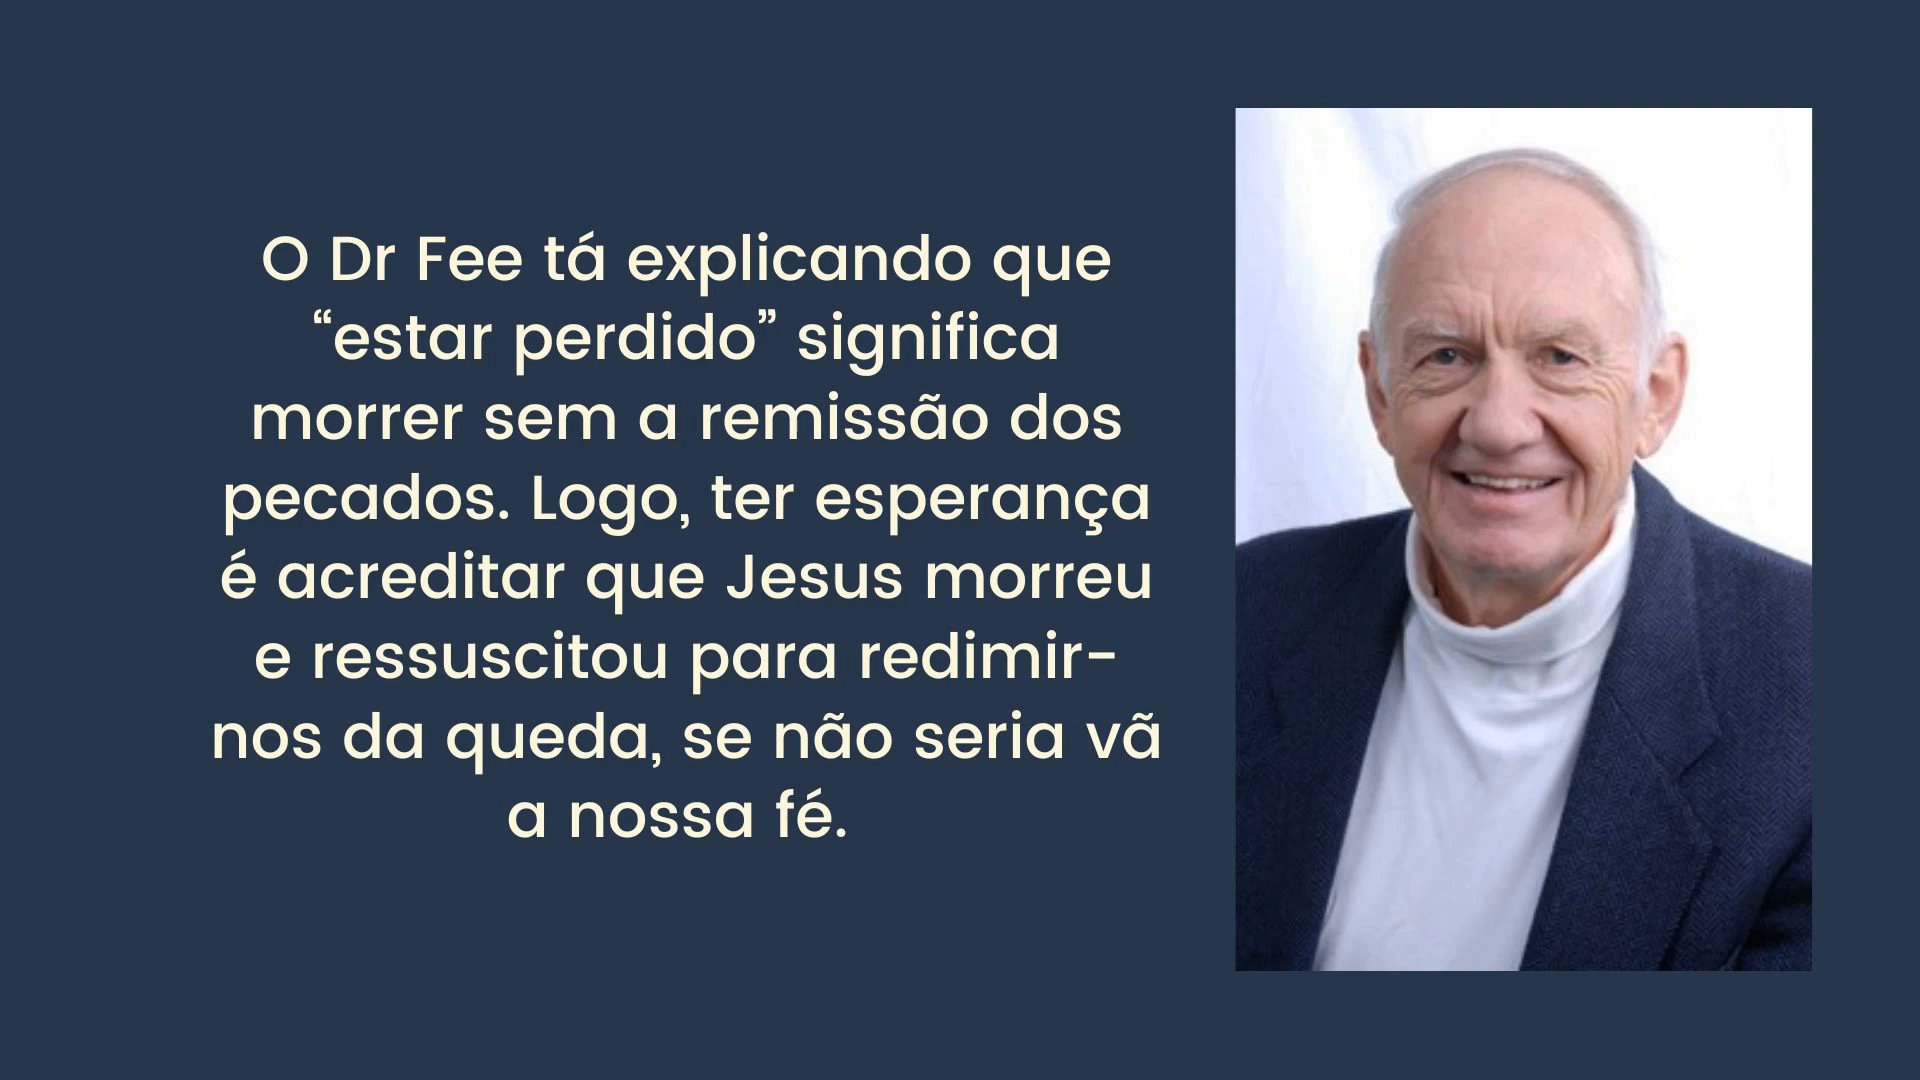 O Dr Fee tá explicando que
“estar perdido” significa
morrer sem a remissão dos
pecados. Logo, ter esperança
é acreditar que Jesus morreu
e ressuscitou para redimir-
nos da queda, se não seria vã
a nossa fé.